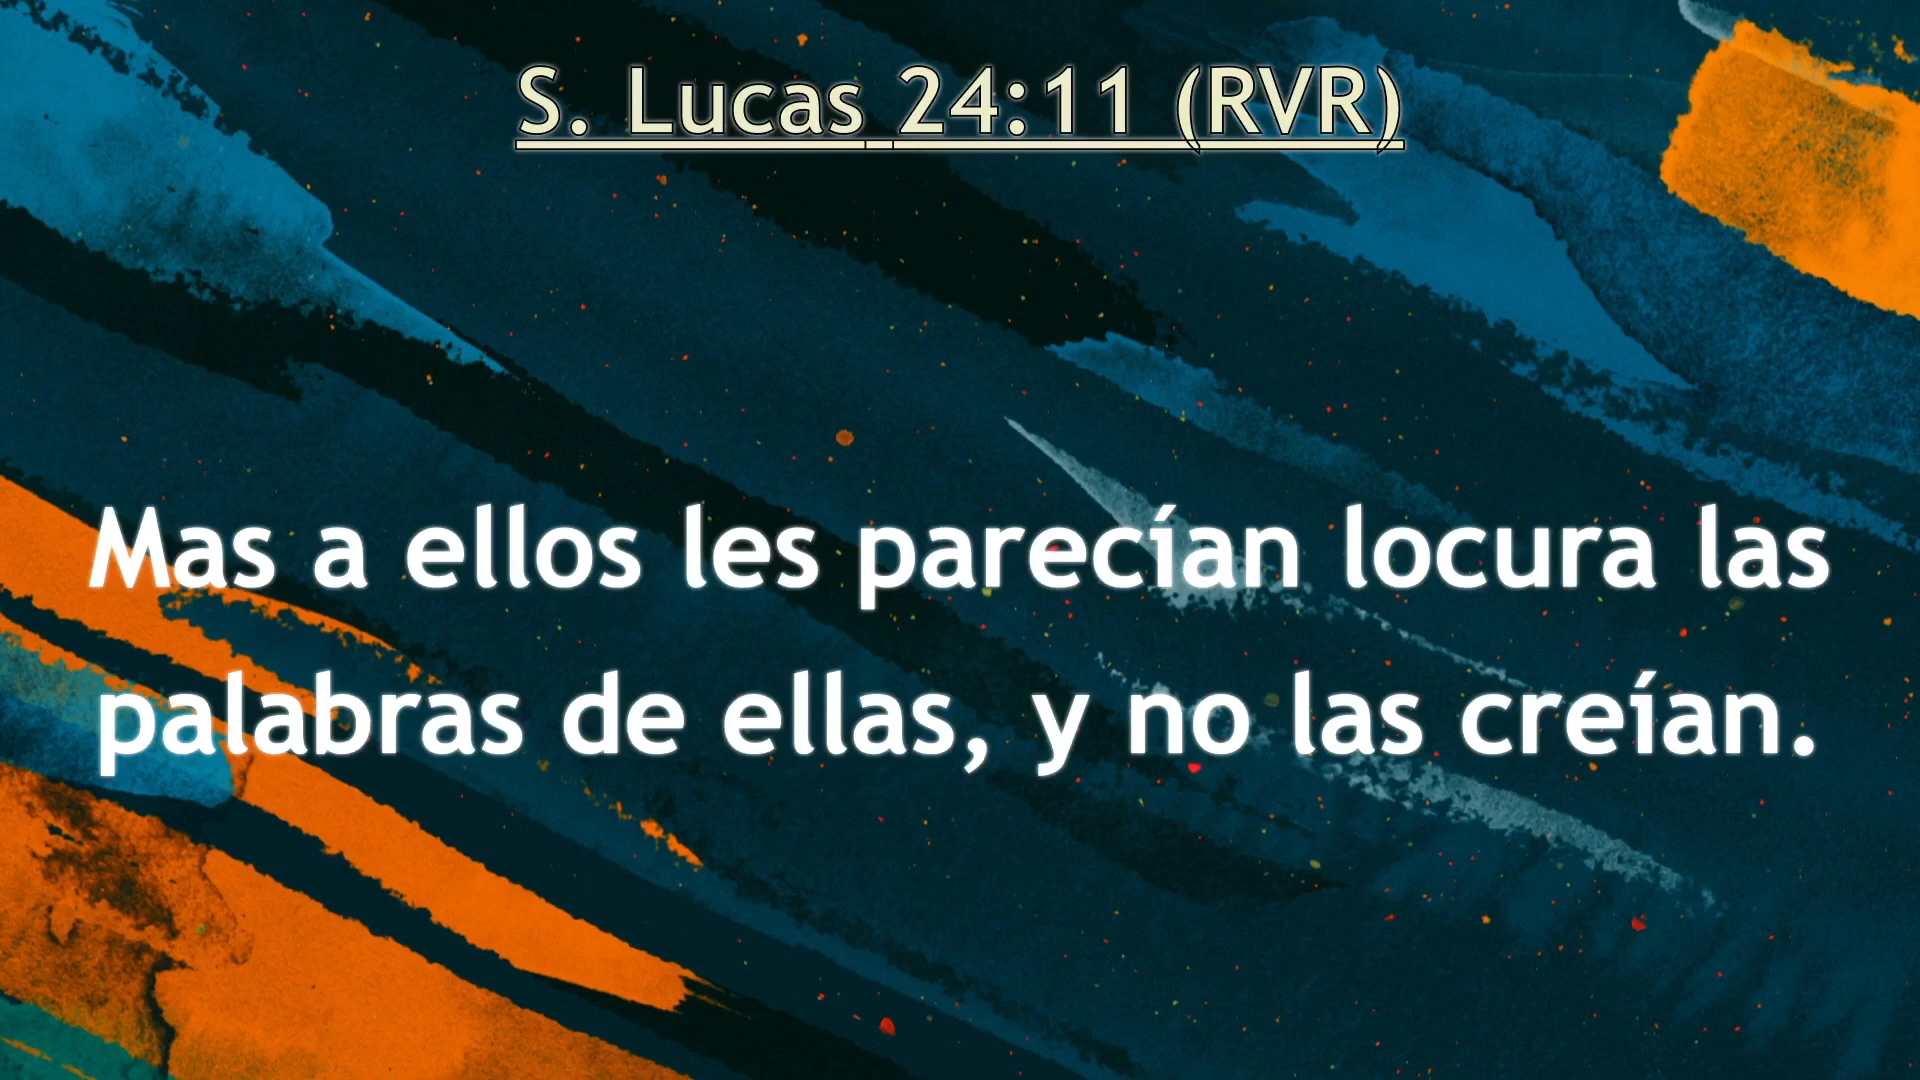 S. Lucas 24:11 (RVR)
Mas a ellos les parecían locura las
palabras de ellas, y no las creían.